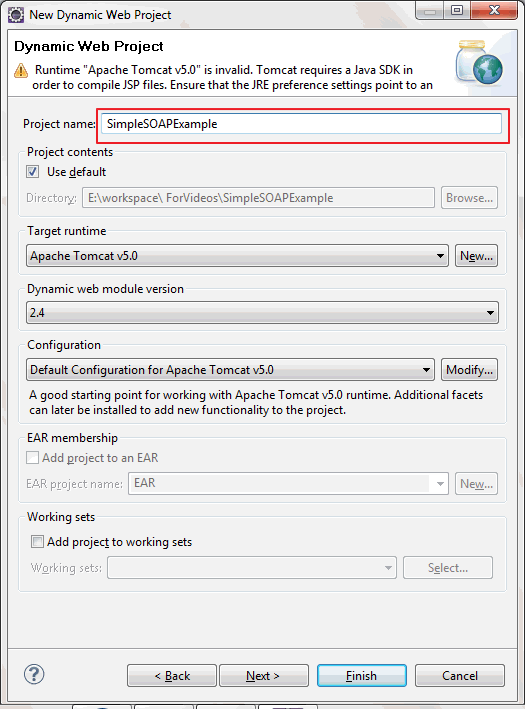 New Dynamic Web Project
Dynamic Web Project
Runtime "Apache Tomcat v5.0" is invalid. Tomcat requires a Java SDK in
order to compile JSP files. Ensure that the JRE preference settings point to an
Project name: SimpleSOAPExample
Project contents
Use default
Directory: E:\workspace\ ForVideos\SimpleSOAPExample Browse...
Target runtime
Apache Tomcat v5.0 New...
Dynamic web module version
2.4
Configuration
Default Configuration for Apache Tomcat v5.0 Modify...
A good starting point for working with Apache Tomcat v5.0 runtime. Additional facets
can later be installed to add new functionality to the project.
EAR membership
Add project to an EAR
EAR project name: EAR New...
Working sets
Add project to working sets
Working sets: Select...
? < Back Next > Finish Cancel